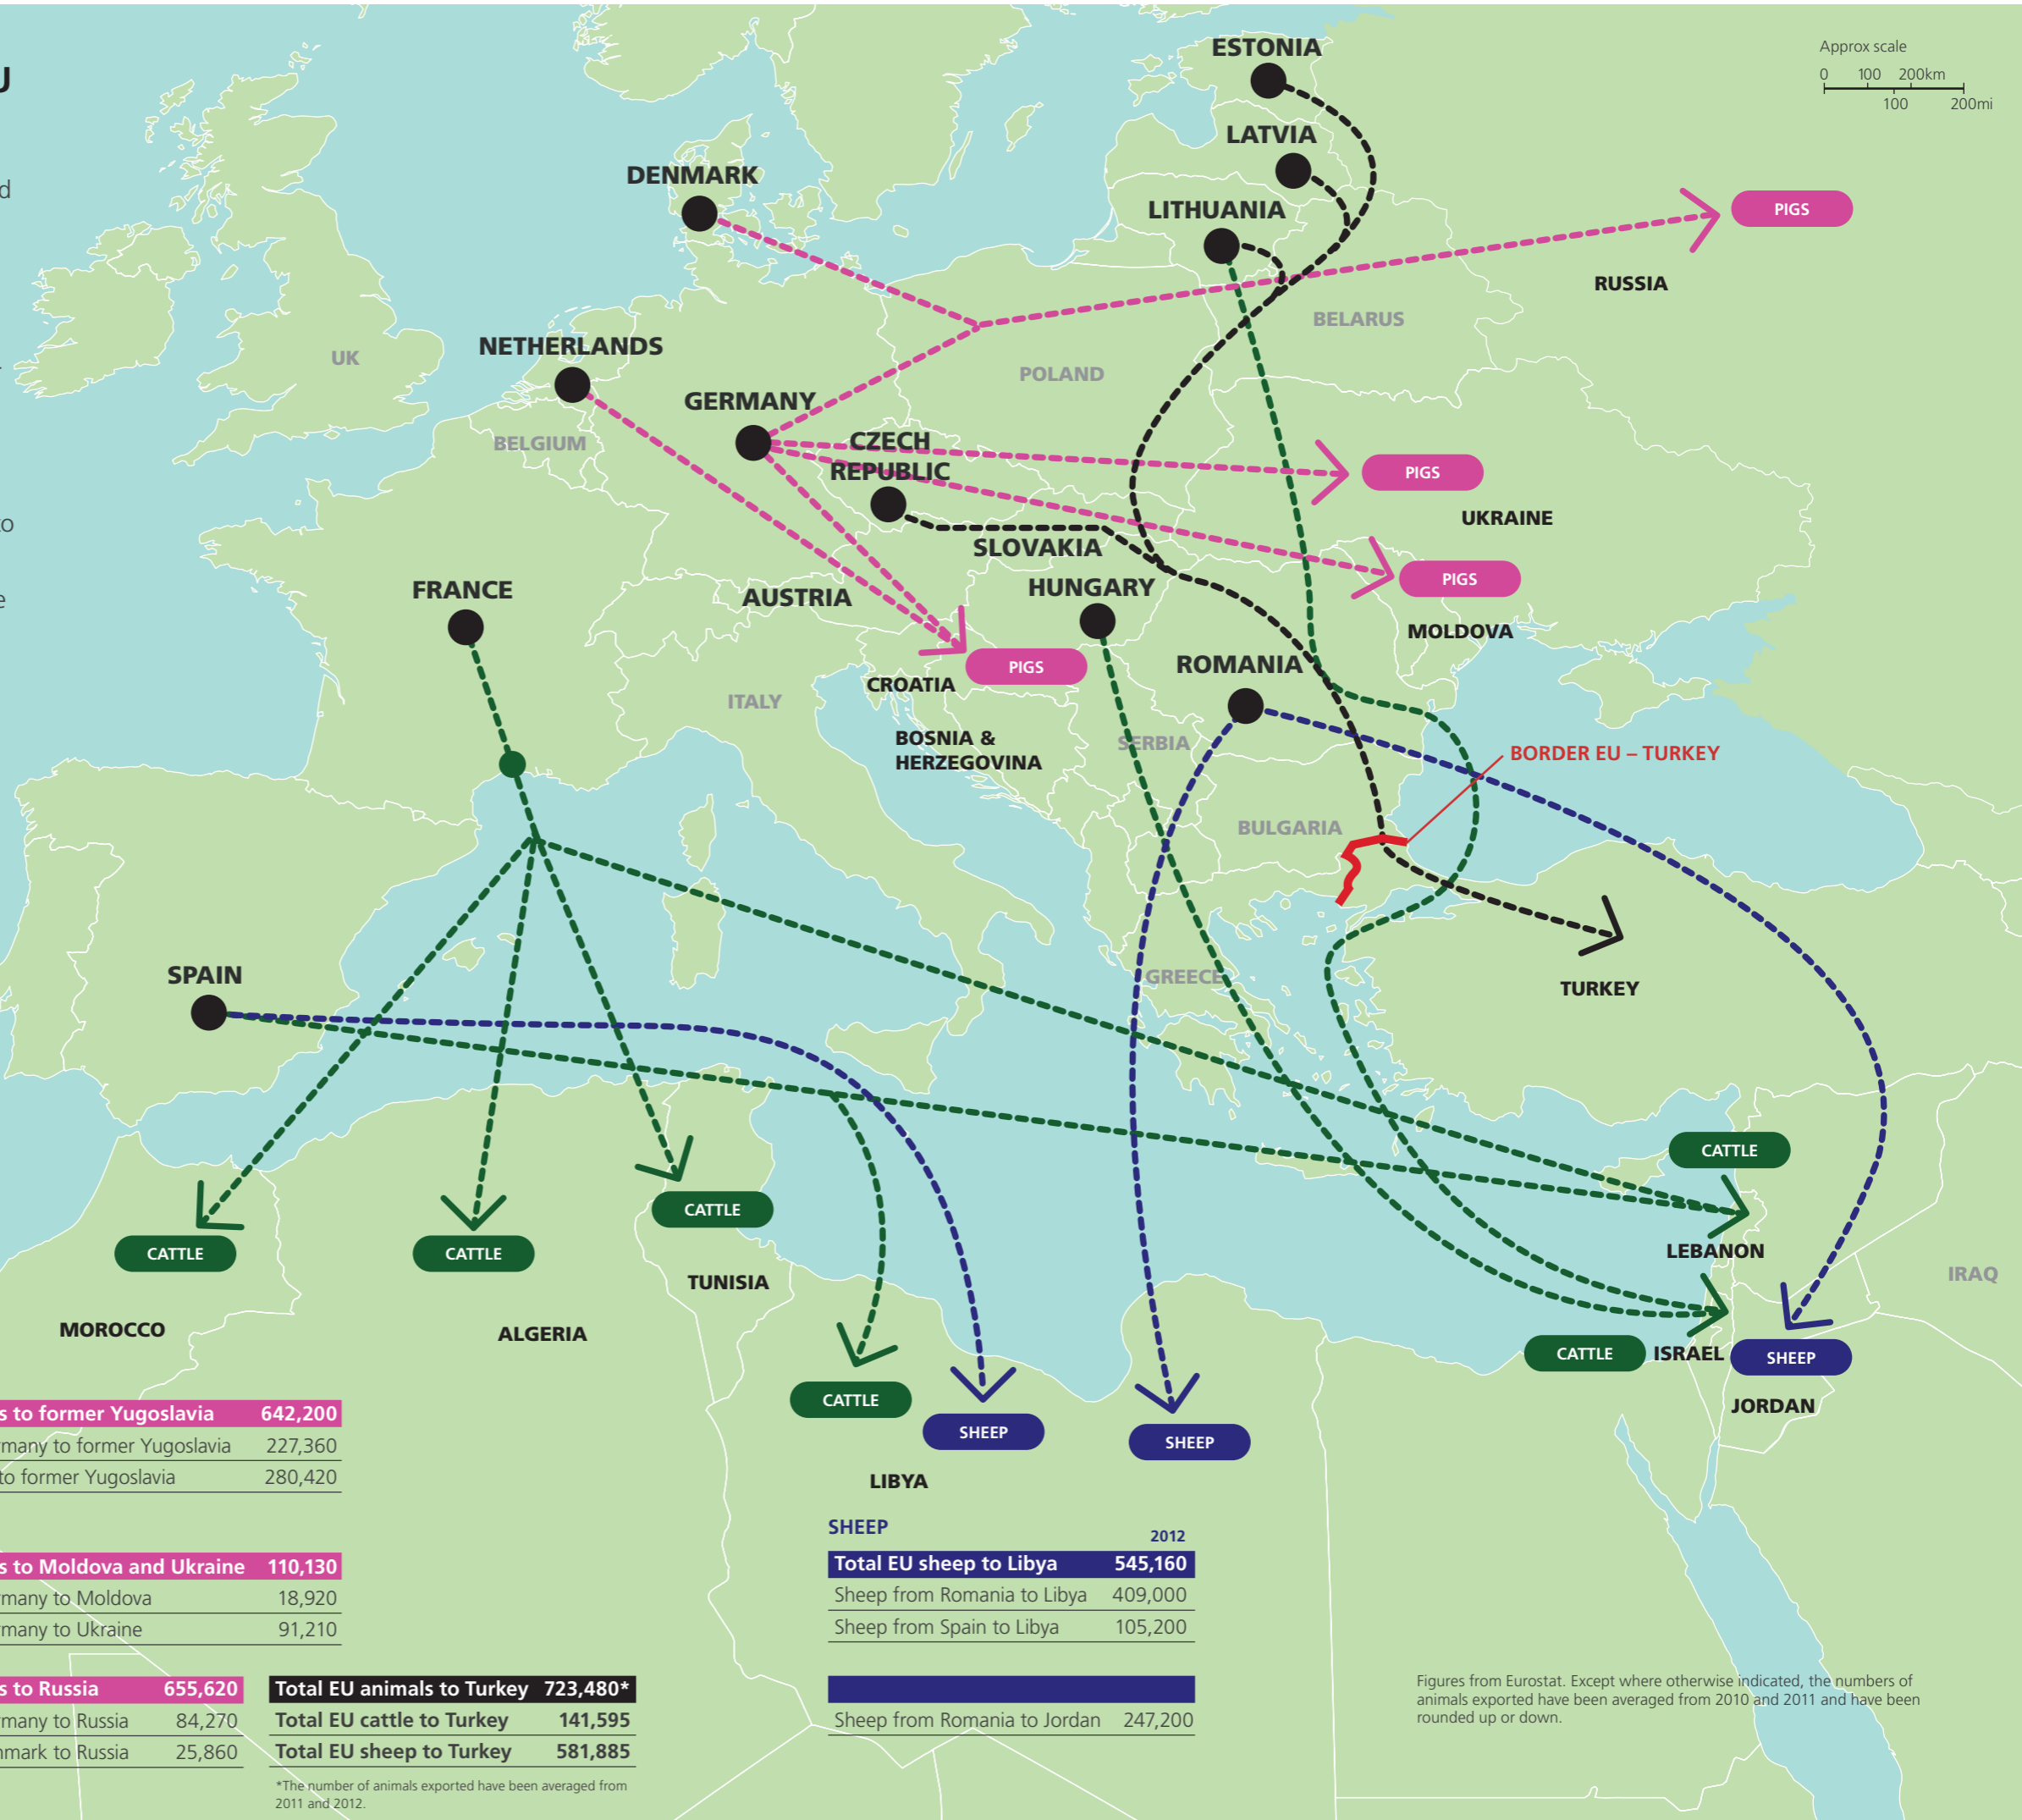 U
d
to
e
ESTONIA
Approx scale
0 100 200km
100 200mi
LATVIA
DENMARK
LITHUANIA
PIGS
RUSSIA
BELARUS
NETHERLANDS
UK
POLAND
GERMANY
BELGIUM
CZECH
REPUBLIC
PIGS
UKRAINE
SLOVAKIA
PIGS
FRANCE
AUSTRIA
HUNGARY
MOLDOVA
PIGS
ROMANIA
CROATIA
ITALY
BOSNIA &
HERZEGOVINA
SERBIA
BORDER EU – TURKEY
BULGARIA
SPAIN
GREECE
TURKEY
CATTLE
CATTLE
LEBANON
CATTLE
CATTLE
TUNISIA
IRAQ
MOROCCO
ALGERIA
CATTLE
ISRAEL
SHEEP
CATTLE
JORDAN
SHEEP
SHEEP
LIBYA
s to former Yugoslavia 642,200
rmany to former Yugoslavia 227,360
to former Yugoslavia 280,420
s to Moldova and Ukraine 110,130
rmany to Moldova 18,920
rmany to Ukraine 91,210
s to Russia 655,620
rmany to Russia 84,270
nmark to Russia 25,860
Total EU animals to Turkey 723,480*
Total EU cattle to Turkey 141,595
Total EU sheep to Turkey 581,885
*The number of animals exported have been averaged from
2011 and 2012.
SHEEP
2012
Total EU sheep to Libya 545,160
Sheep from Romania to Libya 409,000
Sheep from Spain to Libya 105,200
Sheep from Romania to Jordan 247,200
Figures from Eurostat. Except where otherwise indicated, the numbers of
animals exported have been averaged from 2010 and 2011 and have been
rounded up or down.